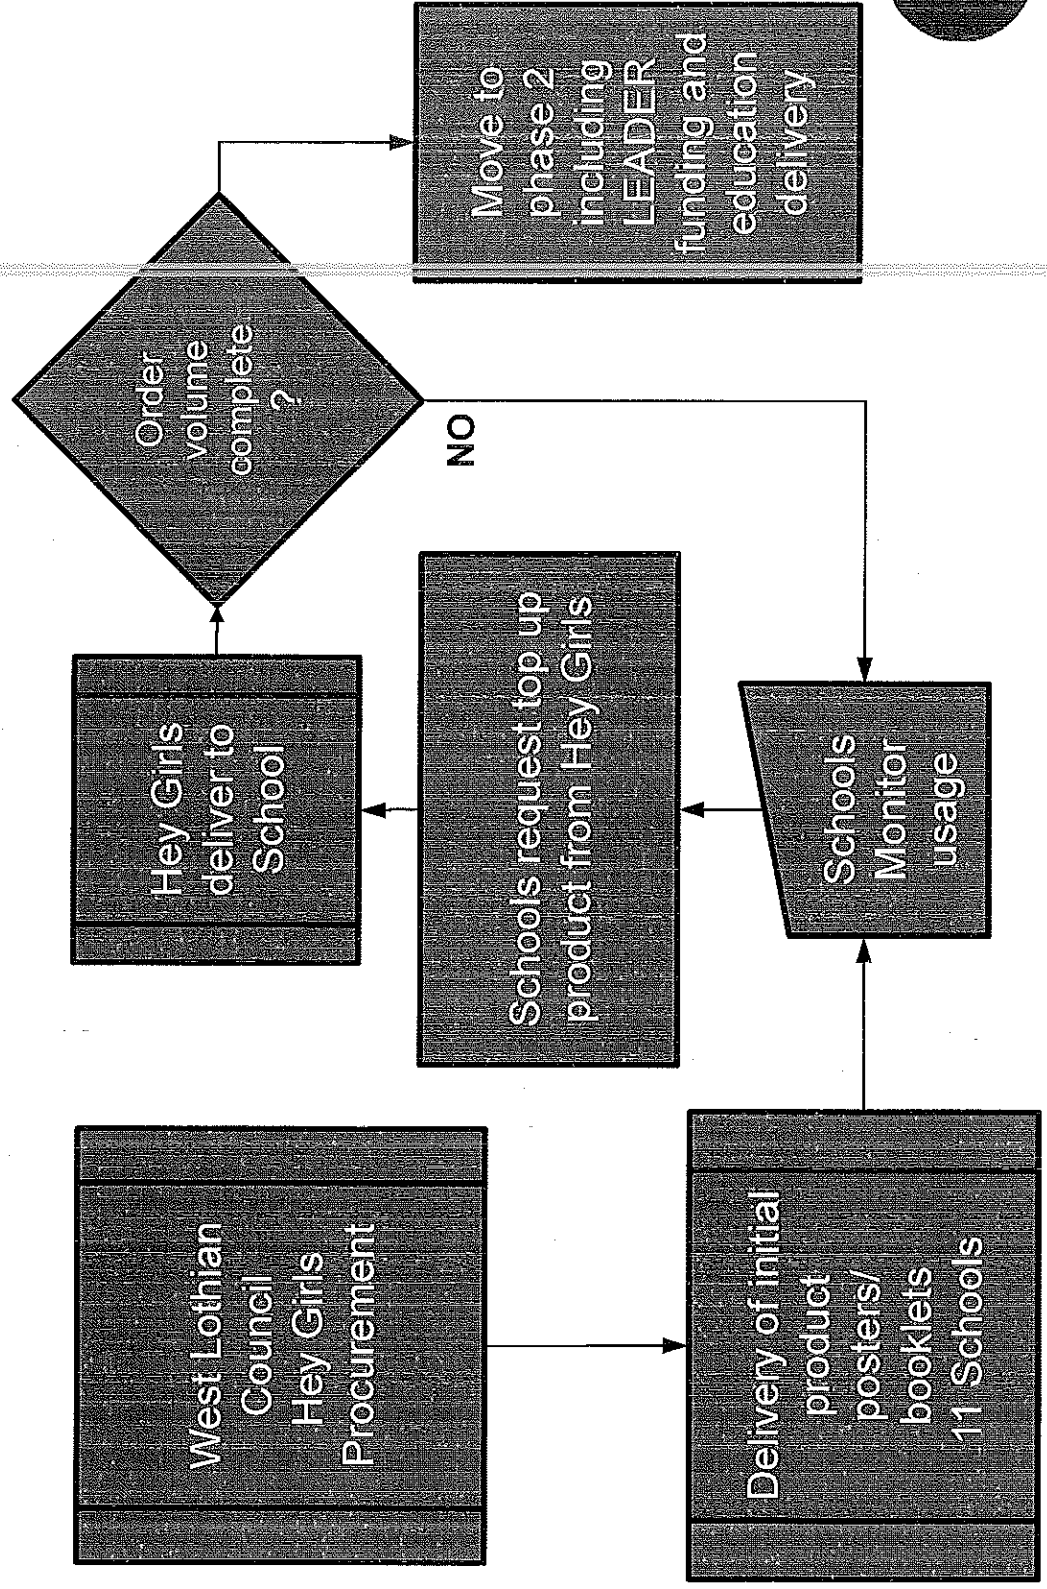 West Lothian
Council
Hey Girls
Procurement
Delivery of initial
product
posters/
booklets
11 Schools
Schools
Monitor
usage
Schools request top up
product from Hey Girls
Hey Girls
deliver to
School
Order
volume
complete
?
NO
Move to
phase 2
including
LEADER
funding and
education
delivery